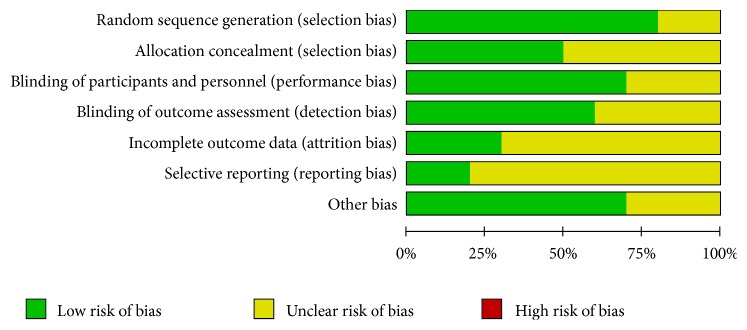 Random sequence generation (selection bias)
Allocation concealment (selection bias)
Blinding of participants and personnel (performance bias)
Blinding of outcome assessment (detection bias)
Incomplete outcome data (attrition bias)
Selective reporting (reporting bias)
Other bias
0% 25% 50% 75% 100%
Low risk of bias Unclear risk of bias High risk of bias